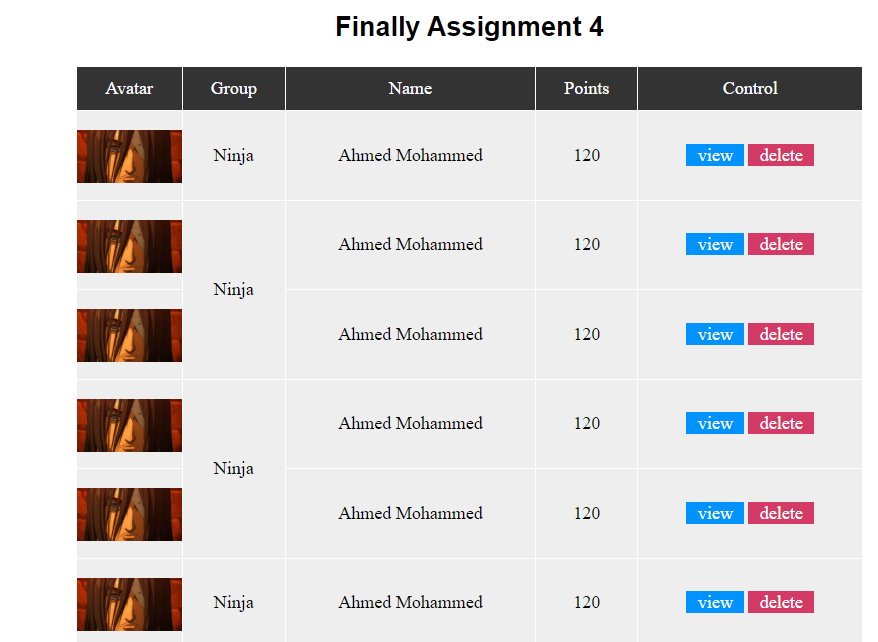 Finally Assignment 4
Avatar Group Name Points Control
Ninja Ahmed Mohammed 120 view delete
Ahmed Mohammed 120 view delete
Ninja
Ahmed Mohammed 120 view delete
Ahmed Mohammed 120 view delete
Ninja
Ahmed Mohammed 120 view delete
Ninja Ahmed Mohammed 120 view delete